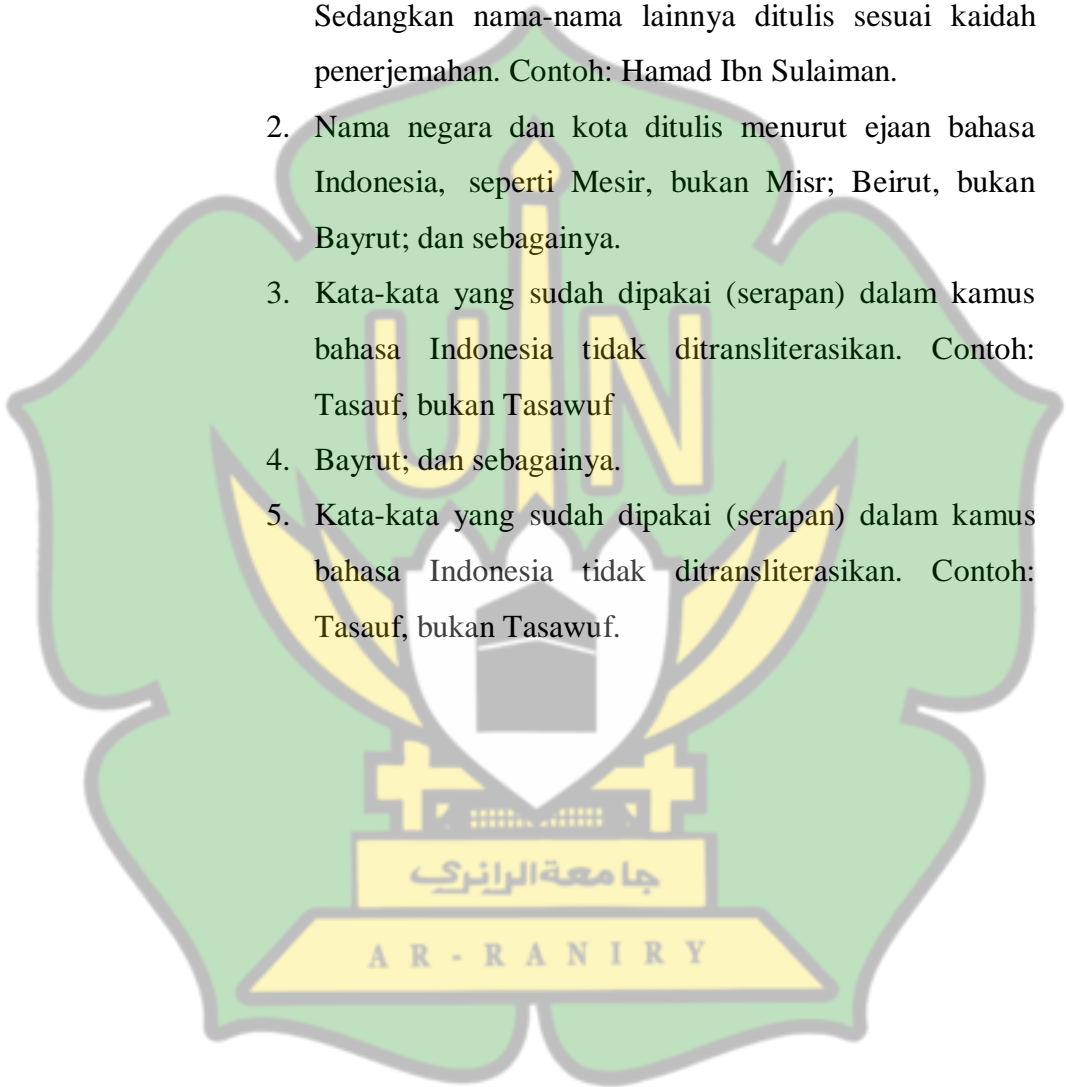 Sedangkan nama-nama lainnya ditulis sesuai kaidah
penerjemahan. Contoh: Hamad Ibn Sulaiman.
2. Nama negara dan kota ditulis menurut ejaan bahasa
Indonesia, seperti Mesir, bukan Misr; Beirut, bukan
Bayrut; dan sebagainya.
3. Kata-kata yang sudah dipakai (serapan) dalam kamus
bahasa Indonesia tidak ditransliterasikan. Contoh:
Tasauf, bukan Tasawuf
4. Bayrut; dan sebagainya.
5. Kata-kata yang sudah dipakai (serapan) dalam kamus
bahasa Indonesia tidak ditransliterasikan. Contoh:
Tasauf, bukan Tasawuf.
UIN
جامعةالرانري
AR-RANIRY